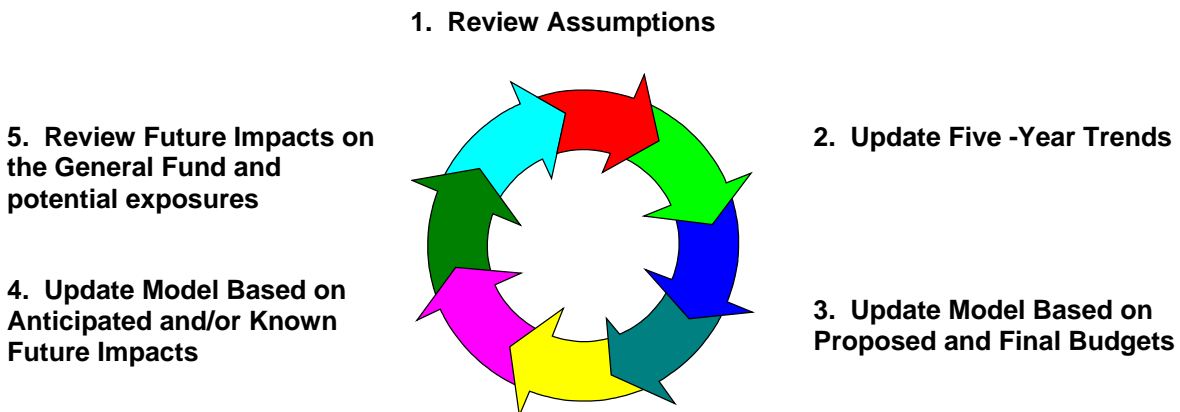 1. Review Assumptions
2. Update Five -Year Trends
3. Update Model Based on
Proposed and Final Budgets
4. Update Model Based on
Anticipated and/or Known
Future Impacts
5. Review Future Impacts on
the General Fund and
potential exposures